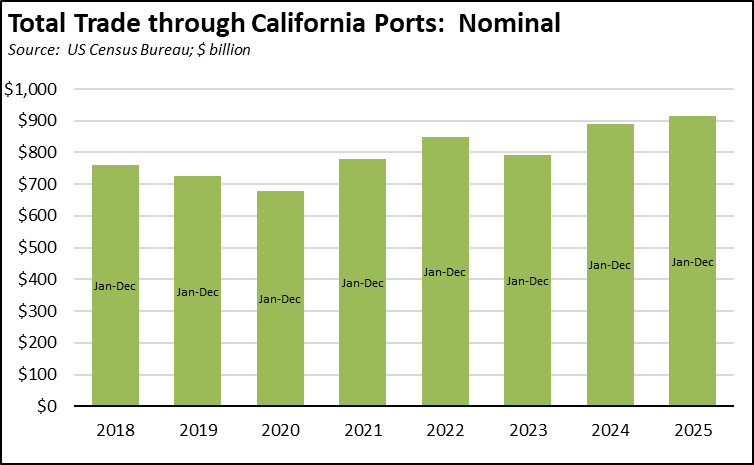 Total Trade through California Ports:  Nominal
Source:  US Census Bureau; $ billion
$1,000
$900
$800
$700
$600
$500
$400
$300
$200
$100
$0
Jan-Dec
Jan-Dec
Jan-Dec
Jan-Dec
Jan-Dec
Jan-Dec
Jan-Dec
Jan-Dec
2018 2019 2020 2021 2022 2023 2024 2025